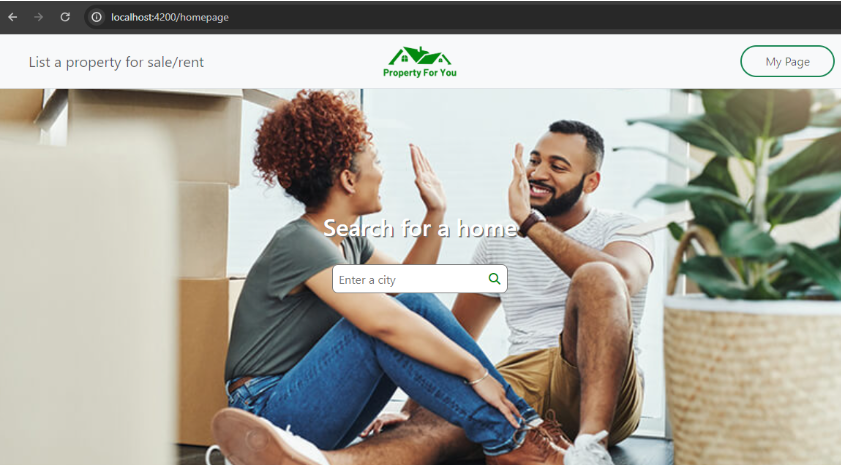 localhost:4200/homepage
List a property for sale/rent
Property For You
My Page
Search for a home
Enter a city